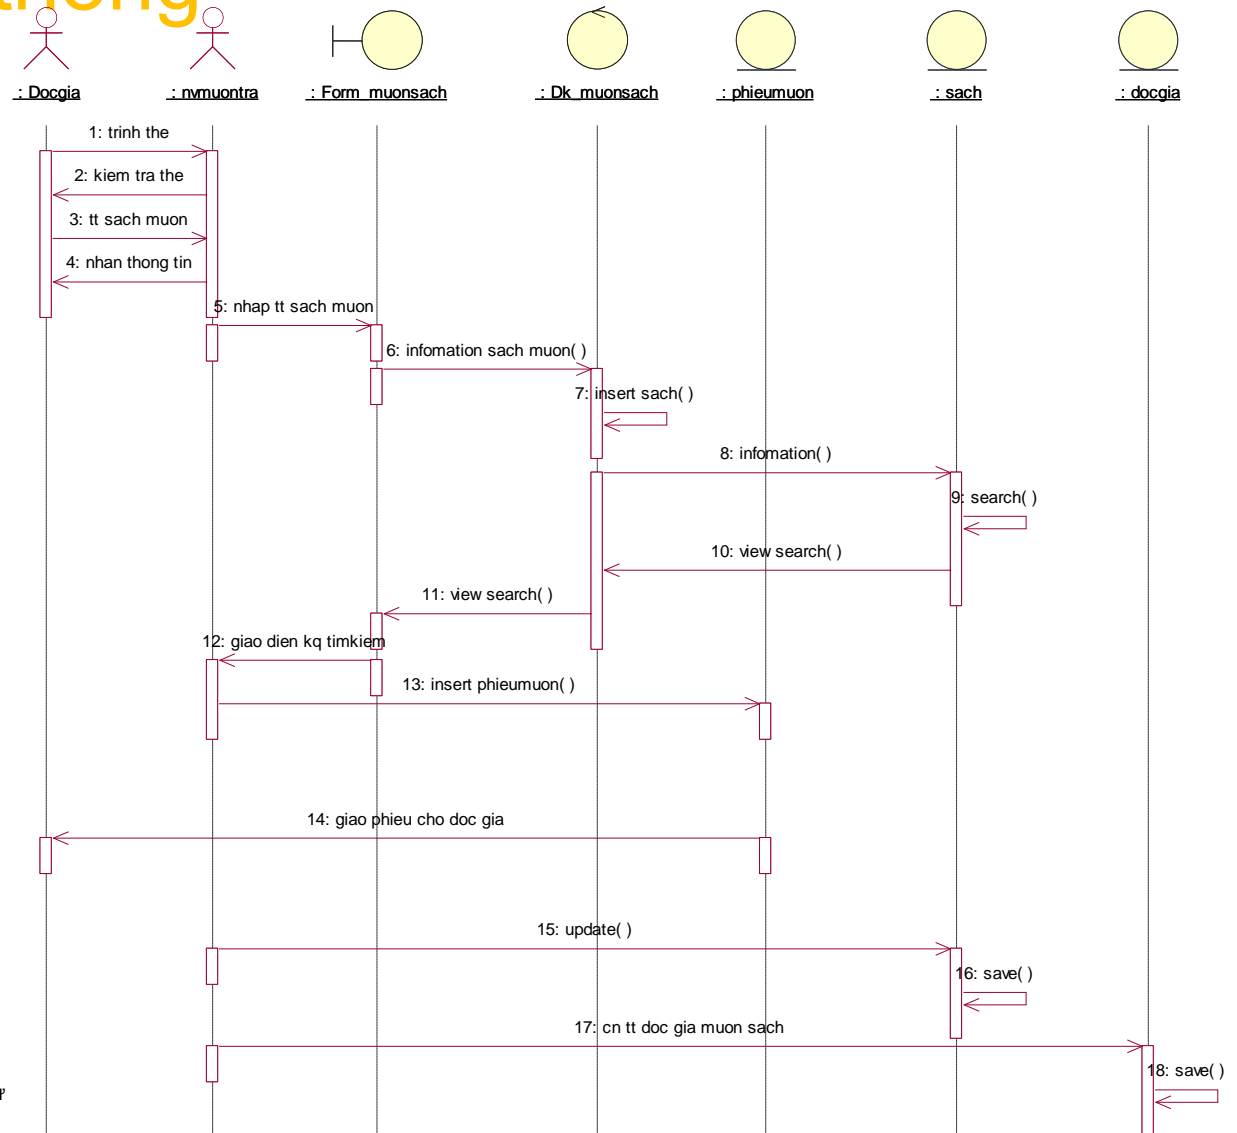 thong
: Docgia
: nvmuontra
: Form_muonsach
: Dk_muonsach
: phieumuon
: sach
: docgia
1: trinh the
2: kiem tra the
3: tt sach muon
4: nhan thong tin
5: nhap tt sach muon
6: infomation sach muon( )
7: insert sach( )
8: infomation( )
9: search( )
10: view search( )
11: view search( )
12: giao dien kq timkiem
13: insert phieumuon( )
14: giao phieu cho doc gia
15: update( )
16: save( )
17: cn tt doc gia muon sach
18: save( )